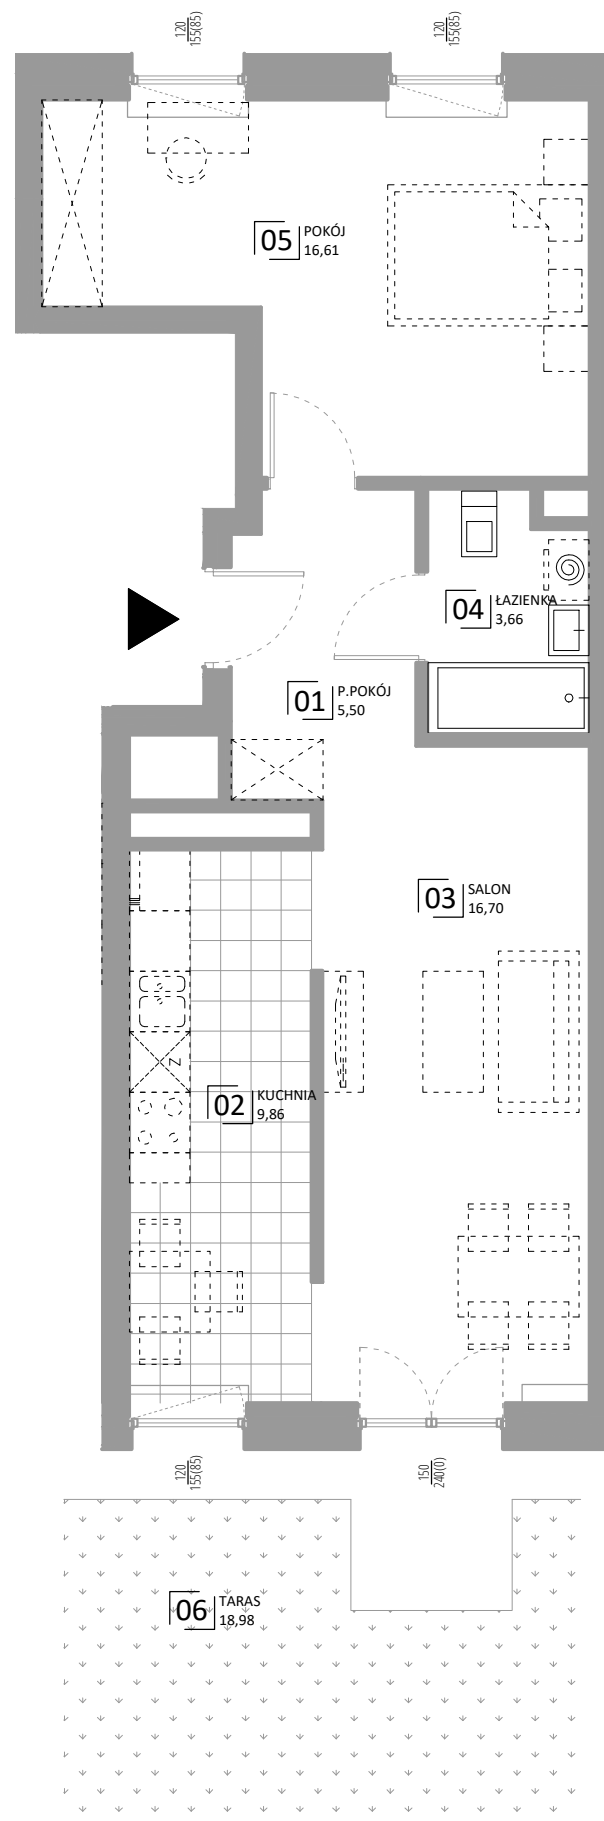 120
155(85)
120
155(85)
05
POKÓJ
16,61
04
ŁAZIENKA
3,66
01
P.POKÓJ
5,50
03
SALON
16,70
Z
02
KUCHNIA
9,86
120
155(85)
150
240(0)
06
TARAS
18,98